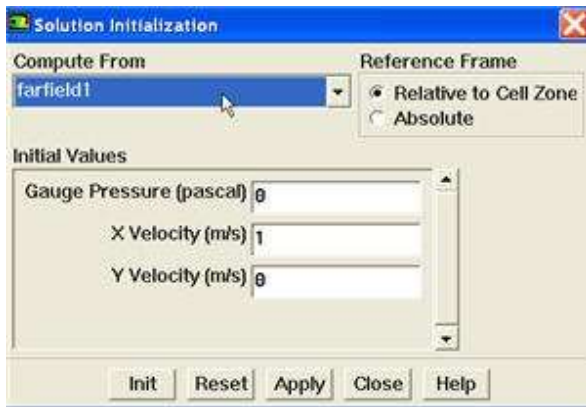 Solution Initialization
Compute From
farfield1
Reference Frame
Relative to Cell Zone
Absolute
Initial Values
Gauge Pressure (pascal) 0
X Velocity (m/s) 1
Y Velocity (m/s) 0
Init Reset Apply Close Help